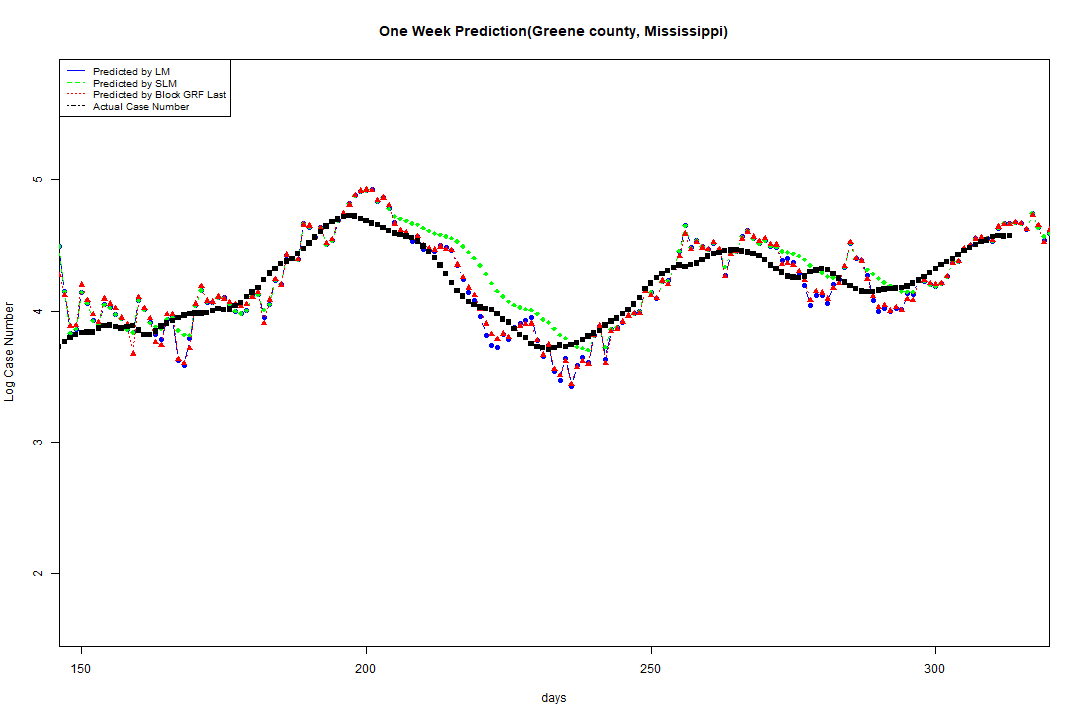 One Week Prediction(Greene county, Mississippi)
Predicted by LM
Predicted by SLM
Predicted by Block GRF Last
Actual Case Number
5
4
3
2
Log Case Number
150 200 250 300
days